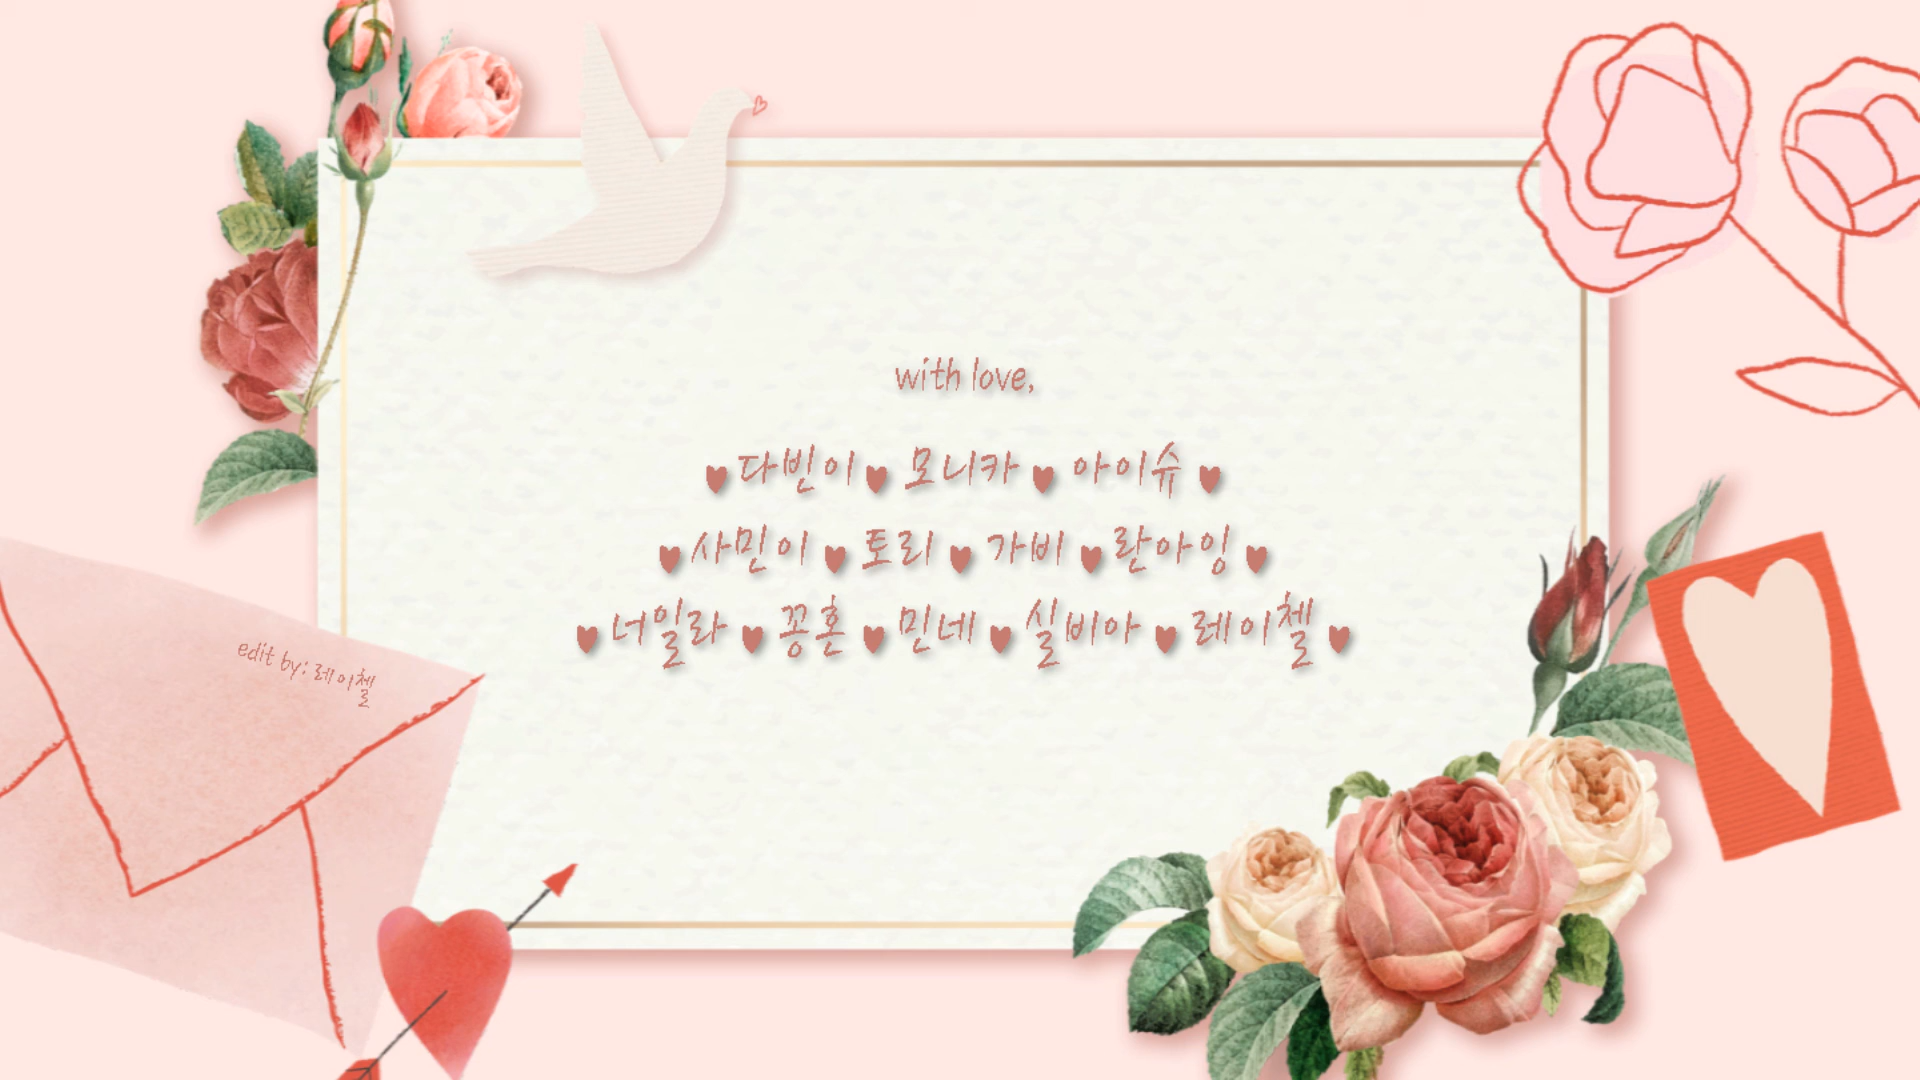 with love,
♥ 다빈이 ♥ 모니카 ♥ 아이슈 ♥
♥ 사민이 ♥ 토리 ♥ 가비 ♥ 란아잉 ♥
♥ 너일라 ♥ 꽁혼 ♥ 민네 ♥ 실비아 ♥ 레이첼 ♥
edit by: 레이첼